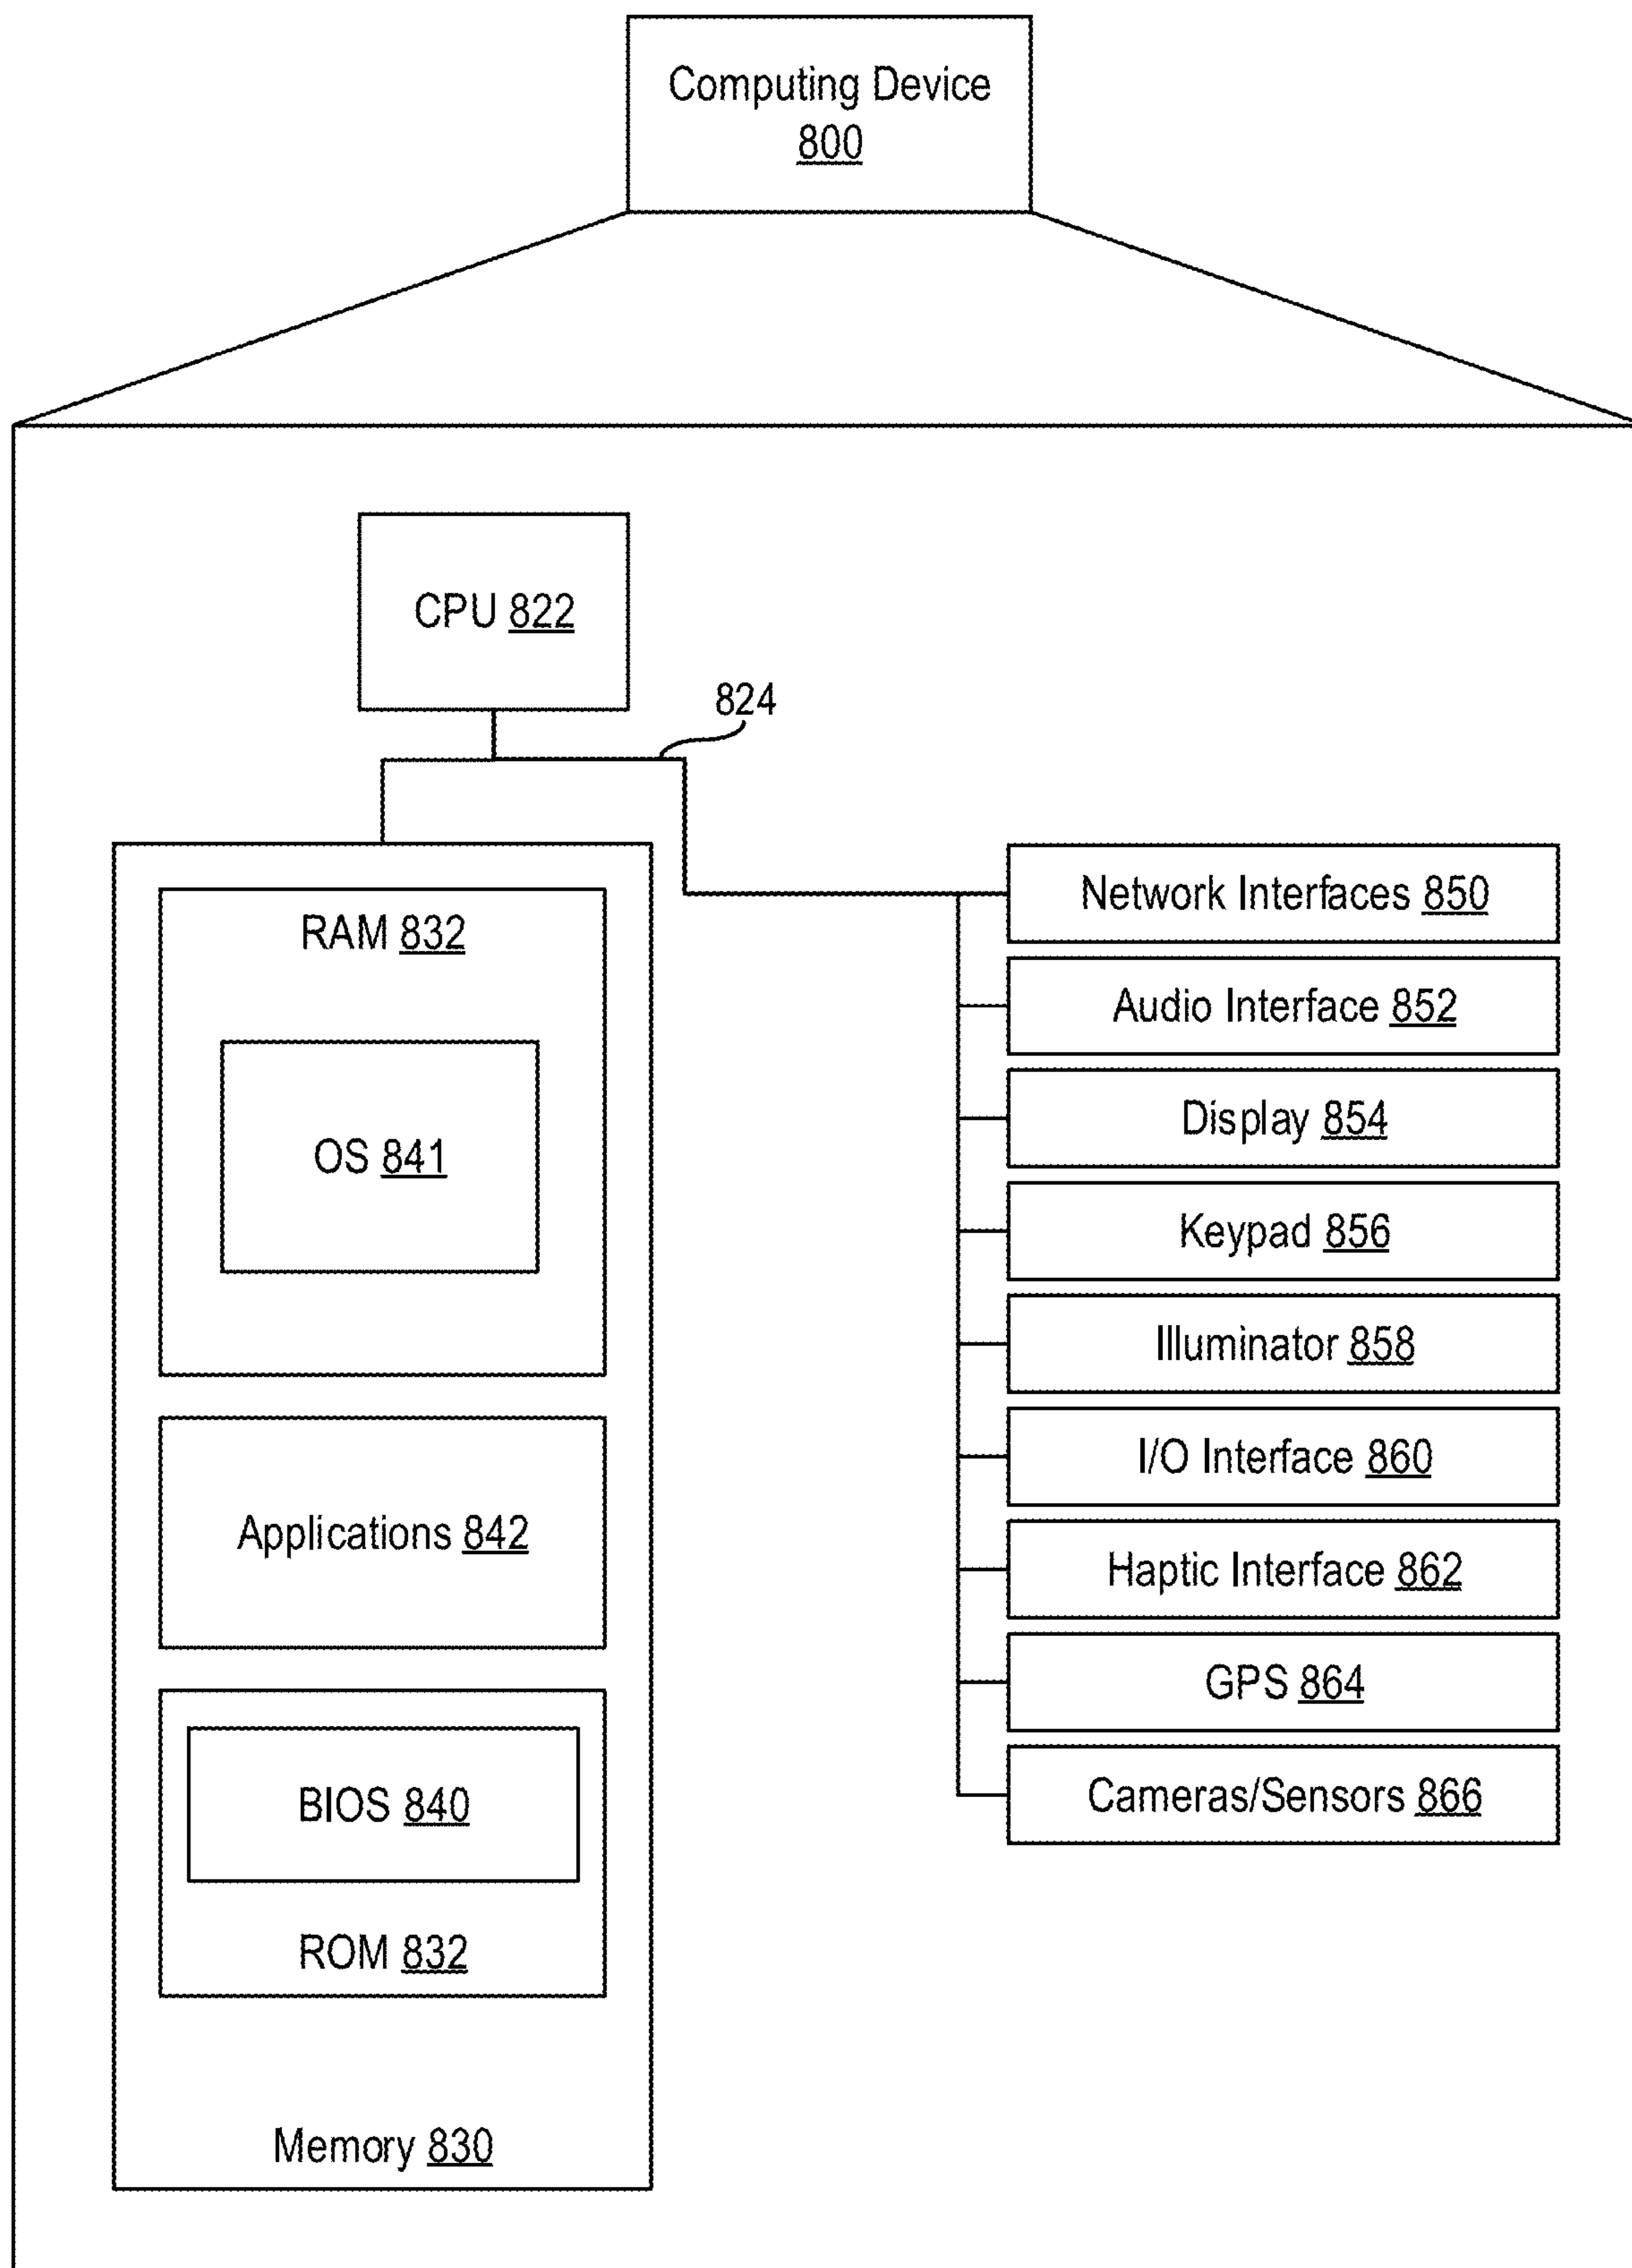 Computing Device
800
CPU 822
824
RAM 832
OS 841
Applications 842
BIOS 840
ROM 832
Memory 830
Network Interfaces 850
Audio Interface 852
Display 854
Keypad 856
Illuminator 858
I/O Interface 860
Haptic Interface 862
GPS 864
Cameras/Sensors 866